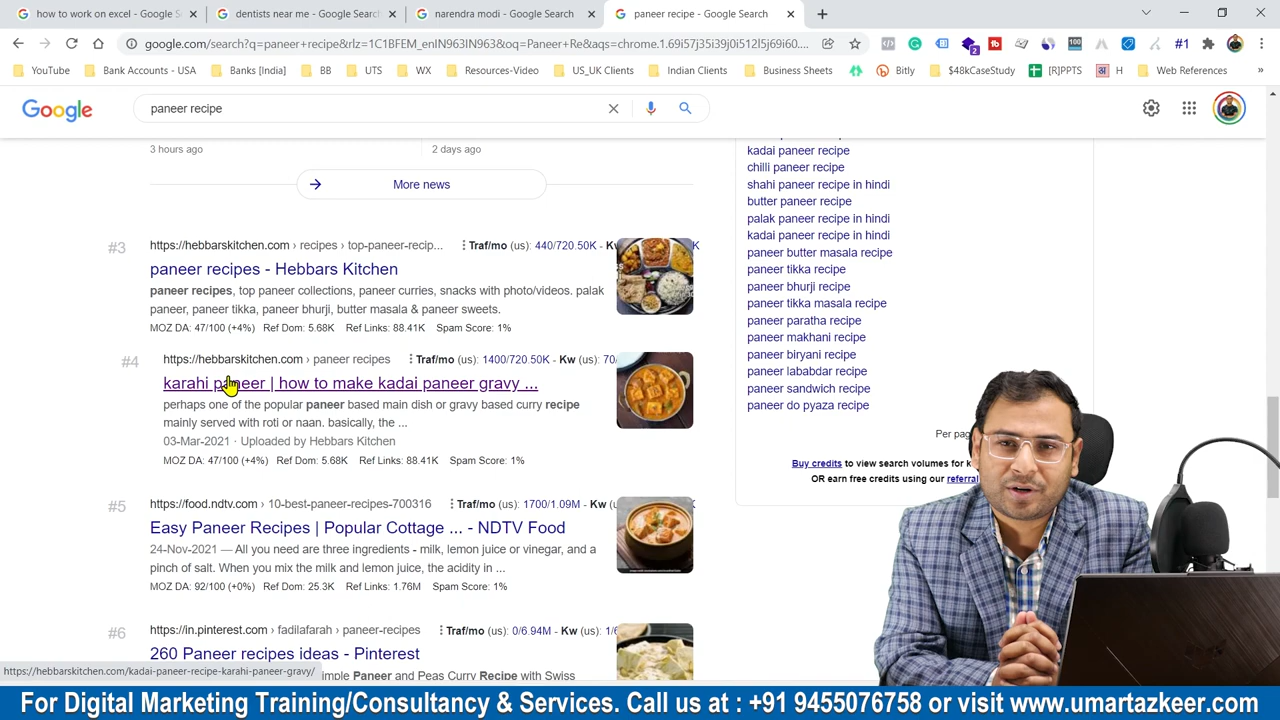 how to work on excel - Google S
dentists near me - Google Search
narendra modi - Google Search
paneer recipe - Google Search
google.com/search?q=paneer+recipe&rlz=1C1BFEM_enIN963IN963&oq=Paneer+Re&aqs=chrome.1.69i57j35i39j0i512l5j69i60....
YouTube
Bank Accounts - USA
Banks [India]
BP
UTS
WX
Resources-Video
US_UK Clients
Indian Clients
Business Sheets
Bitly
$48kCaseStudy
[R]PPTS
H
Web References
»
Google
paneer recipe
3 hours ago
2 days ago
More news
#3
https://hebbarskitchen.com › recipes › top-paneer-recip...
Traf/mo (us): 440/720.50K - Kw
paneer recipes - Hebbars Kitchen
paneer recipes, top paneer collections, paneer curries, snacks with photo/videos. palak
paneer, paneer tikka, paneer bhurji, butter masala & paneer sweets.
MOZ DA: 47/100 (+4%) Ref Dom: 5.68K Ref Links: 88.41K Spam Score: 1%
#4
https://hebbarskitchen.com › paneer recipes
Traf/mo (us): 1400/720.50K - Kw (us): 70/
karahi paneer | how to make kadai paneer gravy ...
perhaps one of the popular paneer based main dish or gravy based curry recipe
mainly served with roti or naan. basically, the ...
03-Mar-2021 · Uploaded by Hebbars Kitchen
MOZ DA: 47/100 (+4%) Ref Dom: 5.68K Ref Links: 88.41K Spam Score: 1%
#5
https://food.ndtv.com › 10-best-paneer-recipes-700316
Traf/mo (us): 1700/1.09M - Kw
Easy Paneer Recipes | Popular Cottage ... - NDTV Food
24-Nov-2021 — All you need are three ingredients - milk, lemon juice or vinegar, and a
pinch of salt. When you mix the milk and lemon juice, the acidity in ...
MOZ DA: 92/100 (+0%) Ref Dom: 25.3K Ref Links: 1.76M Spam Score: 1%
#6
https://in.pinterest.com › fadilafarah › paneer-recipes
Traf/mo (us): 0/6.94M - Kw (us):
260 Paneer recipes ideas - Pinterest
Paneer and Peas Curry Recipe with Swiss
https://hebbarskitchen.com/kadai-paneer-recipe-karahi-paneer-gravy/
kadai paneer recipe
chilli paneer recipe
shahi paneer recipe in hindi
butter paneer recipe
palak paneer recipe in hindi
kadai paneer recipe in hindi
paneer butter masala recipe
paneer tikka recipe
paneer bhurji recipe
paneer tikka masala recipe
paneer paratha recipe
paneer makhani recipe
paneer biryani recipe
paneer lababdar recipe
paneer sandwich recipe
paneer do pyaza recipe
Per
Buy credits to view search volumes for
OR earn free credits using our
For Digital Marketing Training/Consultancy & Services. Call us at : +91 9455076758 or visit www.umartazkeer.com